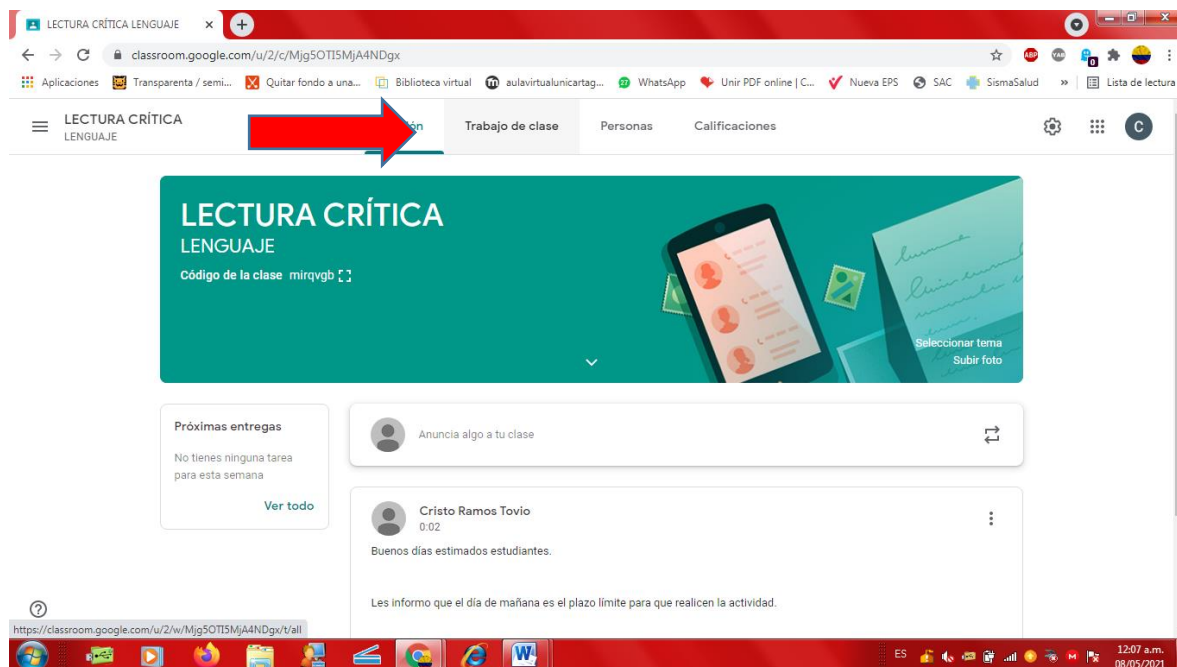 LECTURA CRÍTICA LENGUAJE
classroom.google.com/u/2/c/Mjg5OTI5MjA4NDgx
ABP
0
Aplicaciones Transparenta / semi... Quitar fondo a una... Biblioteca virtual aulavirtualunicartag... WhatsApp Unir PDF online | C... Nueva EPS SAC SismaSalud » Lista de lectura
LECTURA CRÍTICA
LENGUAJE
Trabajo de clase Personas Calificaciones
C
LECTURA CRÍTICA
LENGUAJE
Código de la clase mirqvgb
Seleccionar tema
Subir foto
Próximas entregas
No tienes ninguna tarea
para esta semana
Ver todo
Anuncia algo a tu clase
Cristo Ramos Tovio
0:02
Buenos días estimados estudiantes.
Les informo que el día de mañana es el plazo límite para que realicen la actividad.
https://classroom.google.com/u/2/w/Mjg5OTI5MjA4NDgx/t/all
ES
12:07 a.m.
08/05/2021